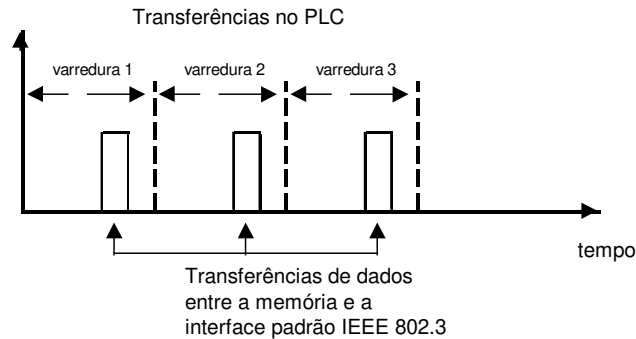 Transferências no PLC
varredura 1
varredura 2
varredura 3
tempo
Transferências de dados
entre a memória e a
interface padrão IEEE 802.3